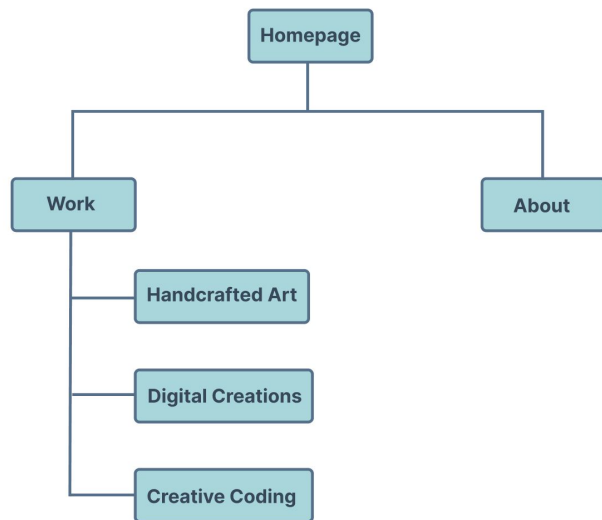 Homepage
Work
About
Handcrafted Art
Digital Creations
Creative Coding